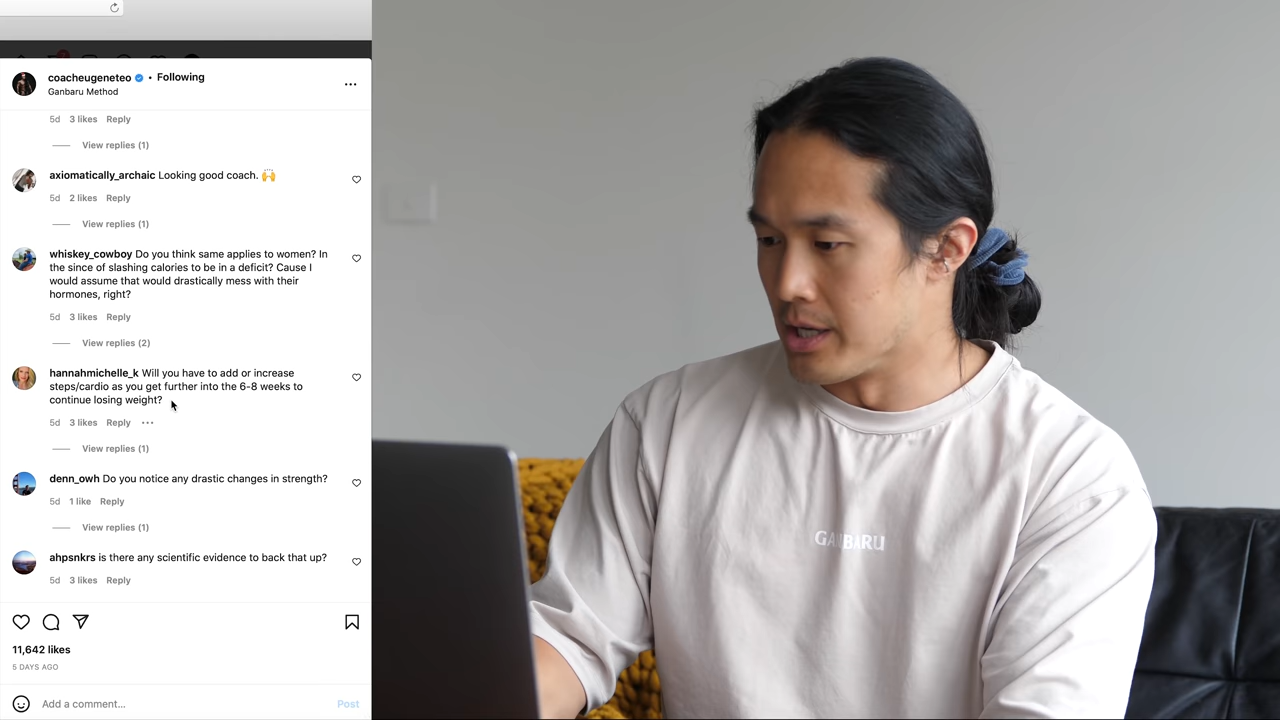 coacheugeneteo • Following
Ganbaru Method
5d 3 likes Reply
View replies (1)
axiomatically_archaic Looking good coach. 🙌
5d 2 likes Reply
View replies (1)
whiskey_cowboy Do you think same applies to women? In
the since of slashing calories to be in a deficit? Cause I
would assume that would drastically mess with their
hormones, right?
5d 3 likes Reply
View replies (2)
hannahmichelle_k Will you have to add or increase
steps/cardio as you get further into the 6-8 weeks to
continue losing weight?
5d 3 likes Reply
View replies (1)
denn_owh Do you notice any drastic changes in strength?
5d 1 like Reply
View replies (1)
ahpsnkrs is there any scientific evidence to back that up?
5d 3 likes Reply
11,642 likes
5 DAYS AGO
Add a comment... Post
GANBARU